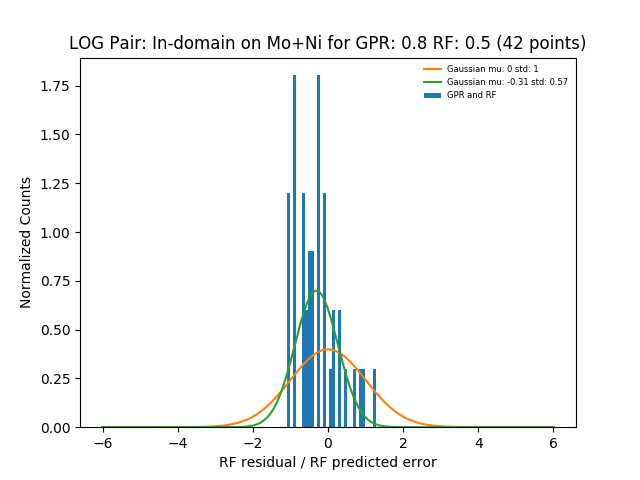 LOG Pair: In-domain on Mo+Ni for GPR: 0.8 RF: 0.5 (42 points)
Gaussian mu: 0 std: 1
Gaussian mu: -0.31 std: 0.57
GPR and RF
Normalized Counts
1.75
1.50
1.25
1.00
0.75
0.50
0.25
0.00
−6 −4 −2 0 2 4 6
RF residual / RF predicted error